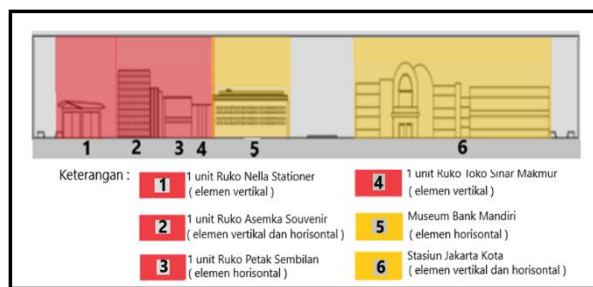 1 2 3 4 5 6
Keterangan :
1 1 unit Ruko Nella Stationer
( elemen vertikal)
2 1 unit Ruko Asemka Souvenir
( elemen vertikal dan horisontal )
3 1 unit Ruko Petak Sembilan
( elemen horisontal)
4 1 unit Ruko Toko Sinar Makmur
( elemen vertikal )
5 Museum Bank Mandiri
( elemen horisontal)
6 Stasiun Jakarta Kota
( elemen vertikal dan horisontal )